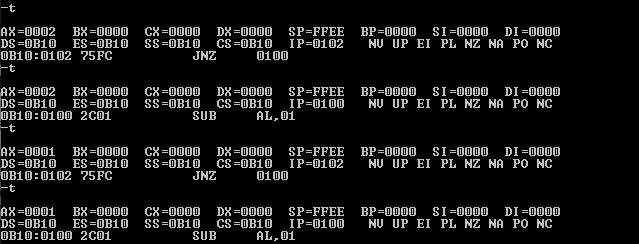 -t
AX=0002 BX=0000 CX=0000 DX=0000 SP=FFEE BP=0000 SI=0000 DI=0000
DS=0B10 ES=0B10 SS=0B10 CS=0B10 IP=0102 NV UP EI PL NZ NA PO NC
0B10:0102 75FC JNZ 0100
-t
AX=0002 BX=0000 CX=0000 DX=0000 SP=FFEE BP=0000 SI=0000 DI=0000
DS=0B10 ES=0B10 SS=0B10 CS=0B10 IP=0100 NV UP EI PL NZ NA PO NC
0B10:0100 2C01 SUB AL,01
-t
AX=0001 BX=0000 CX=0000 DX=0000 SP=FFEE BP=0000 SI=0000 DI=0000
DS=0B10 ES=0B10 SS=0B10 CS=0B10 IP=0102 NV UP EI PL NZ NA PO NC
0B10:0102 75FC JNZ 0100
-t
AX=0001 BX=0000 CX=0000 DX=0000 SP=FFEE BP=0000 SI=0000 DI=0000
DS=0B10 ES=0B10 SS=0B10 CS=0B10 IP=0100 NV UP EI PL NZ NA PO NC
0B10:0100 2C01 SUB AL,01